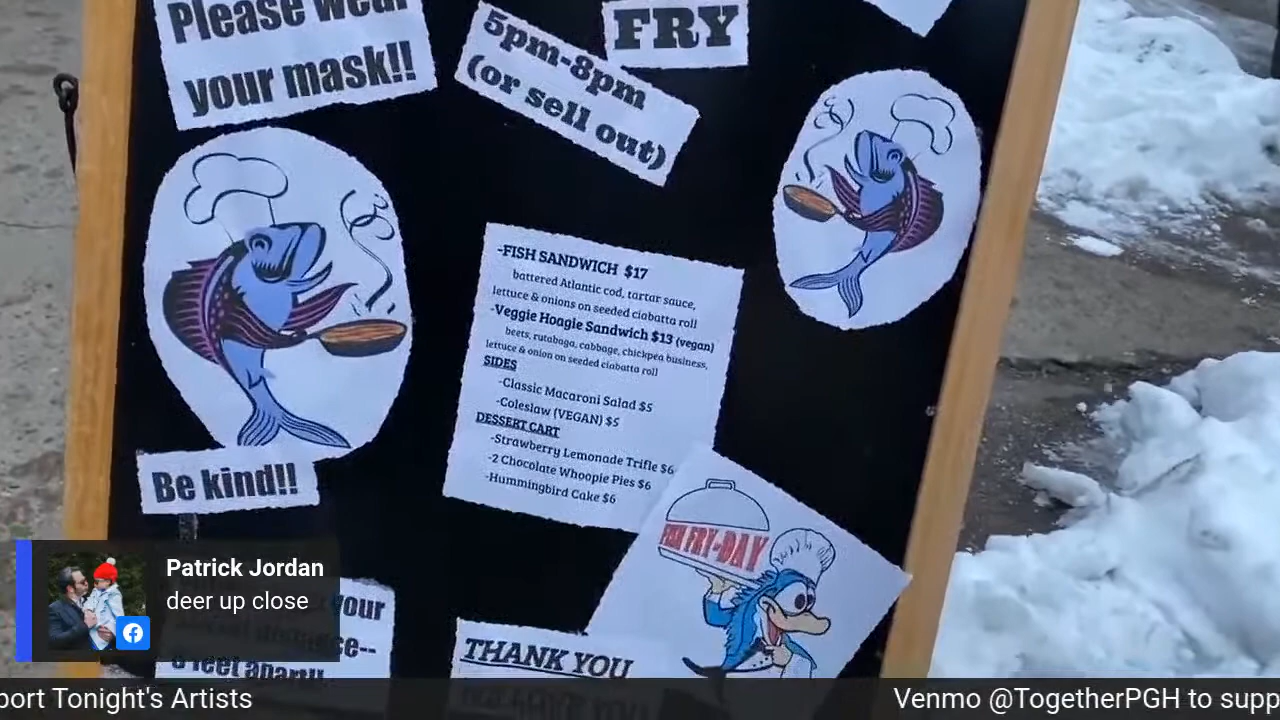 Please wear
your mask!!
5pm-8pm
(or sell out)
FRY
-FISH SANDWICH $17
battered Atlantic cod, tartar sauce,
lettuce & onions on seeded ciabatta roll
-Veggie Hoagie Sandwich $13 (vegan)
beets, rutabaga, cabbage, chickpea business,
lettuce & onion on seeded ciabatta roll
SIDES
-Classic Macaroni Salad $5
-Coleslaw (VEGAN) $5
DESSERT CART
-Strawberry Lemonade Trifle $6
-2 Chocolate Whoopie Pies $6
-Hummingbird Cake $6
Be kind!!
FISH FRY-DAY
Patrick Jordan
deer up close
your
6 feet apart!!
THANK YOU
port Tonight's Artists
Venmo @TogetherPGH to supp